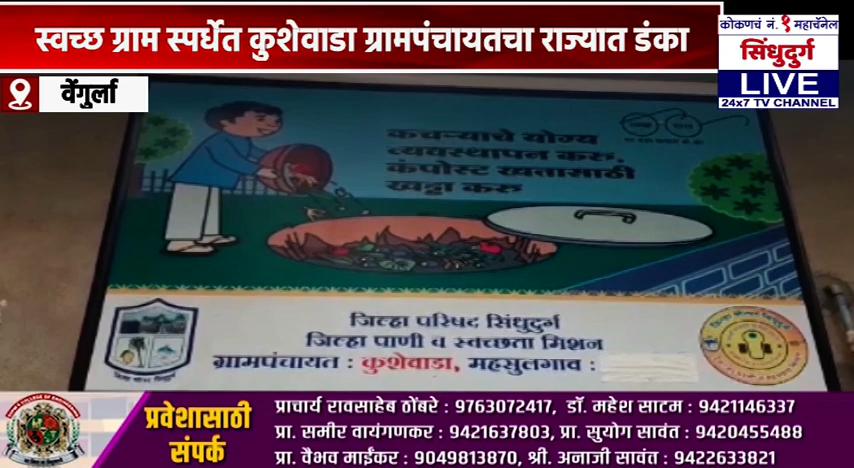 स्वच्छ ग्राम स्पर्धेत कुशेवाडा ग्रामपंचायतचा राज्यात डंका
कोकणचं नं. १ महाचॅनेल
सिंधुदुर्ग
LIVE
24x7 TV CHANNEL
वेंगुर्ला
कचऱ्याचे योग्य
व्यवस्थापन करु.
कंपोस्ट खतासाठी
खड्डा करु
जिल्हा परिषद सिंधुदुर्ग
जिल्हा पाणी व स्वच्छता मिशन
ग्रामपंचायत : कुशेवाडा, महसुलगाव :
प्रवेशासाठी
संपर्क
प्राचार्य रावसाहेब ठोंबरे : 9763072417, डॉ. महेश साटम : 9421146337
प्रा. समीर वायंगणकर : 9421637803, प्रा. सुयोग सावंत : 9420455488
प्रा. वैभव माईंकर : 9049813870, श्री. अनाजी सावंत : 9422633821